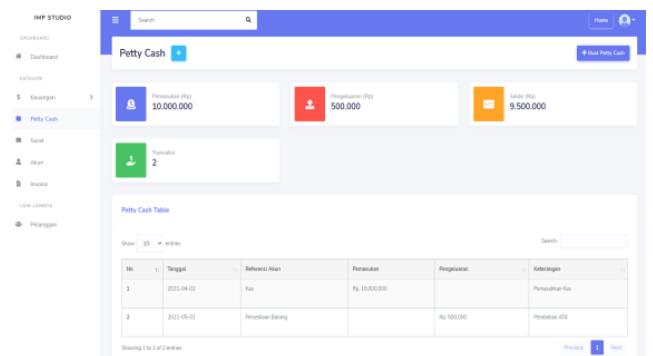 IMP STUDIO
Search
Home
DASHBOARD
Dashboard
Petty Cash +
+ Buat Petty Cash
KATEGORI
$ Keuangan >
Petty Cash
Surat
Akun
Invoice
LAIN-LAINNYA
Pelanggan
Pemasukan (Rp)
10.000.000
Pengeluaran (Rp)
500.000
Saldo (Rp)
9.500.000
Transaksi
2
Petty Cash Table
Show 10 entries
Search:
No Tanggal Referensi Akun Pemasukan Pengeluaran Keterangan
1 2021-04-02 Kas Rp. 10.000.000 Pemasukkan Kas
2 2021-05-01 Persediaan Barang Rp. 500.000 Pembelian ATK
Showing 1 to 2 of 2 entries
Previous 1 Next